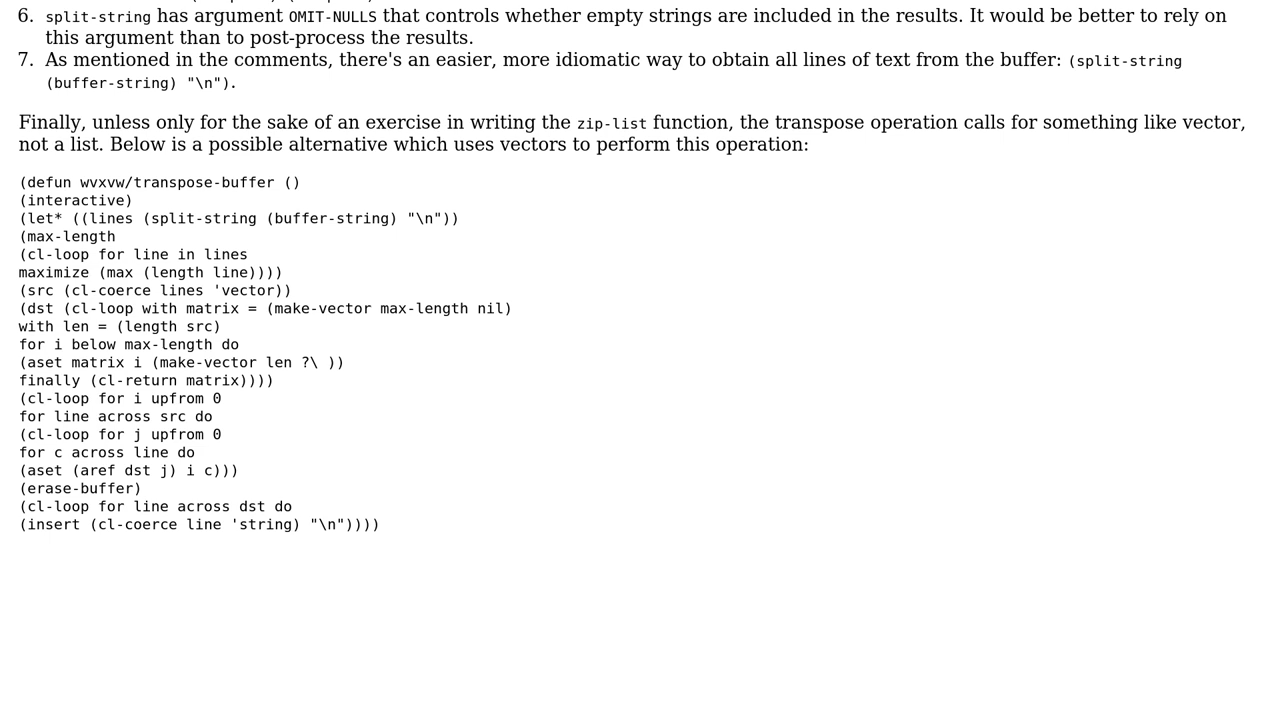 6. split-string has argument OMIT-NULLS that controls whether empty strings are included in the results. It would be better to rely on
this argument than to post-process the results.
7. As mentioned in the comments, there's an easier, more idiomatic way to obtain all lines of text from the buffer: (split-string
(buffer-string) "\n").
Finally, unless only for the sake of an exercise in writing the zip-list function, the transpose operation calls for something like vector,
not a list. Below is a possible alternative which uses vectors to perform this operation:
(defun wvxvw/transpose-buffer ()
(interactive)
(let* ((lines (split-string (buffer-string) "\n"))
(max-length
(cl-loop for line in lines
maximize (max (length line))))
(src (cl-coerce lines 'vector))
(dst (cl-loop with matrix = (make-vector max-length nil)
with len = (length src)
for i below max-length do
(aset matrix i (make-vector len ?\ ))
finally (cl-return matrix))))
(cl-loop for i upfrom 0
for line across src do
(cl-loop for j upfrom 0
for c across line do
(aset (aref dst j) i c)))
(erase-buffer)
(cl-loop for line across dst do
(insert (cl-coerce line 'string) "\n"))))